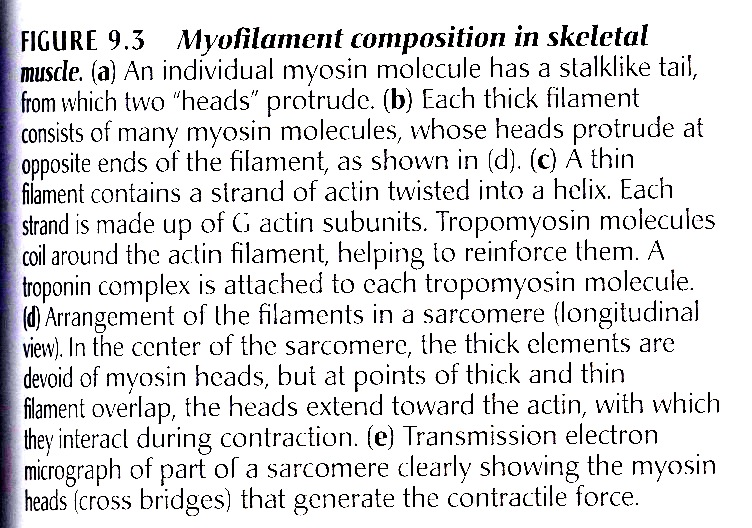 FIGURE 9.3 Myofilament composition in skeletal
muscle. (a) An individual myosin molecule has a stalklike tail,
from which two "heads" protrude. (b) Each thick filament
consists of many myosin molecules, whose heads protrude at
opposite ends of the filament, as shown in (d). (c) A thin
filament contains a strand of actin twisted into a helix. Each
strand is made up of G actin subunits. Tropomyosin molecules
coil around the actin filament, helping to reinforce them. A
troponin complex is attached to each tropomyosin molecule.
(d) Arrangement of the filaments in a sarcomere (longitudinal
view). In the center of the sarcomere, the thick elements are
devoid of myosin heads, but at points of thick and thin
filament overlap, the heads extend toward the actin, with which
they interact during contraction. (e) Transmission electron
micrograph of part of a sarcomere clearly showing the myosin
heads (cross bridges) that generate the contractile force.